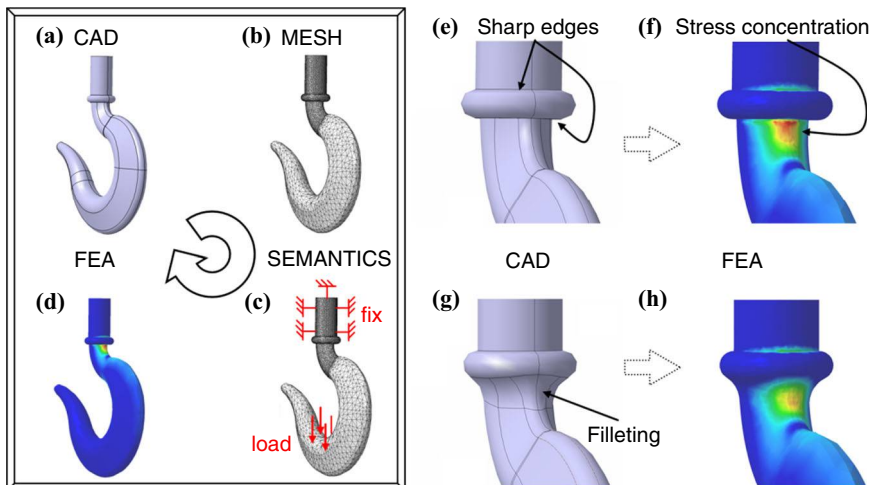 (a) CAD
(b) MESH
FEA
SEMANTICS
(d)
(c)
fix
load
(e) Sharp edges
(f) Stress concentration
CAD
FEA
(g)
(h)
Filleting